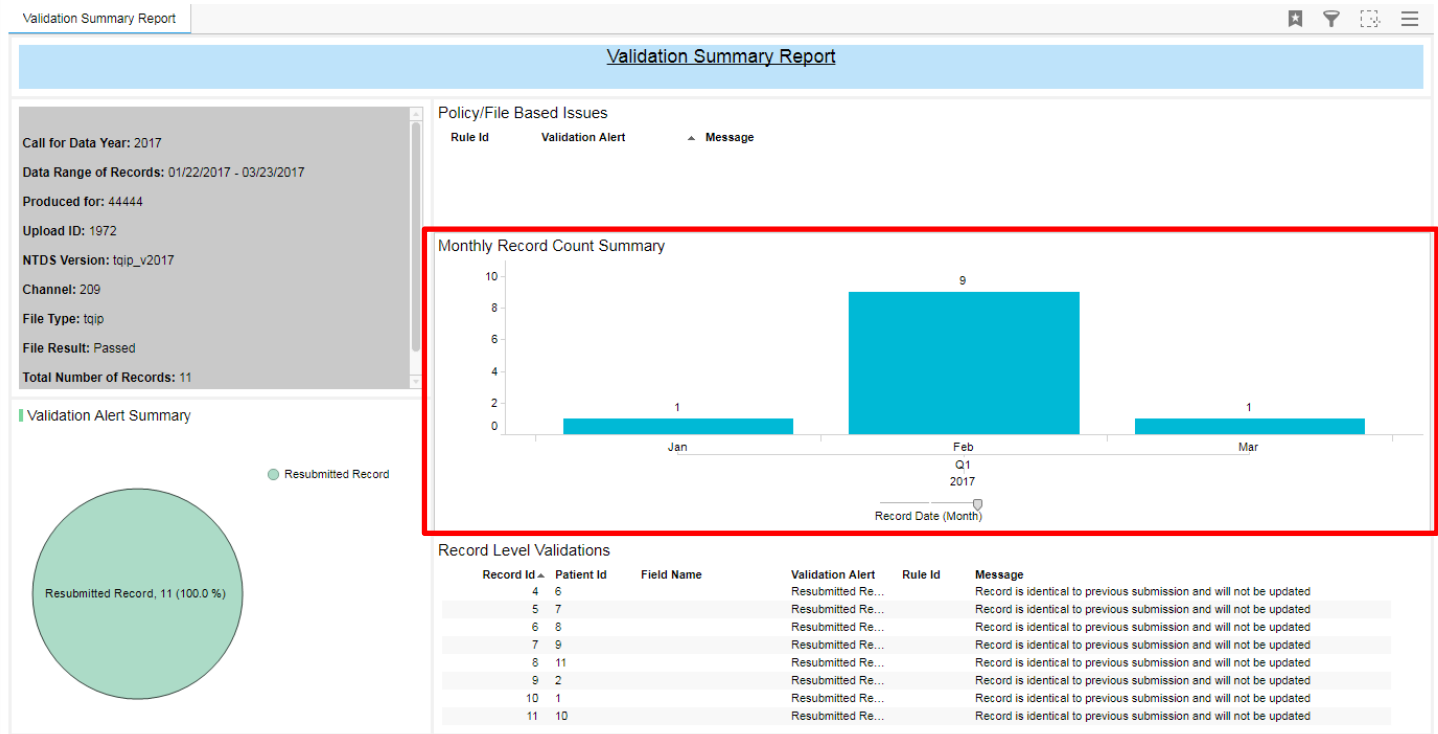 Validation Summary Report
Validation Summary Report
Call for Data Year: 2017
Data Range of Records: 01/22/2017 - 03/23/2017
Produced for: 44444
Upload ID: 1972
NTDS Version: tqip_v2017
Channel: 209
File Type: tqip
File Result: Passed
Total Number of Records: 11
Validation Alert Summary
Resubmitted Record
Resubmitted Record, 11 (100.0 %)
Policy/File Based Issues
Rule Id Validation Alert Message
Monthly Record Count Summary
10
8
6
4
2
0
1
9
1
Jan Feb Mar
Q1
2017
Record Date (Month)
Record Level Validations
Record Id Patient Id Field Name Validation Alert Rule Id Message
4 6 Resubmitted Re... Record is identical to previous submission and will not be updated
5 7 Resubmitted Re... Record is identical to previous submission and will not be updated
6 8 Resubmitted Re... Record is identical to previous submission and will not be updated
7 9 Resubmitted Re... Record is identical to previous submission and will not be updated
8 11 Resubmitted Re... Record is identical to previous submission and will not be updated
9 2 Resubmitted Re... Record is identical to previous submission and will not be updated
10 1 Resubmitted Re... Record is identical to previous submission and will not be updated
11 10 Resubmitted Re... Record is identical to previous submission and will not be updated